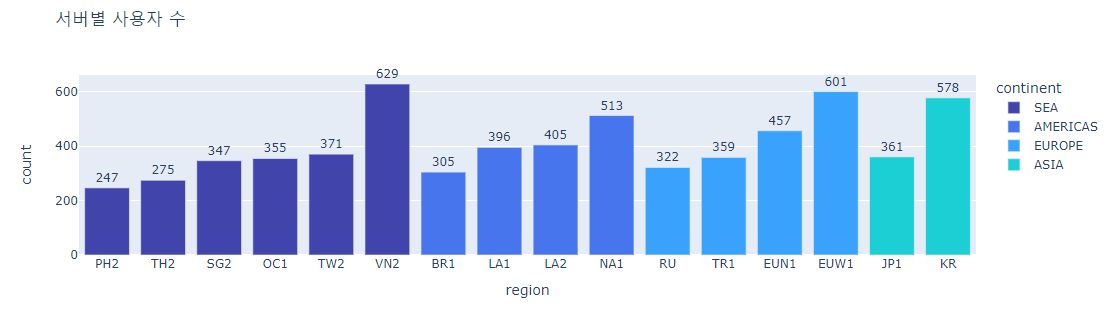 서버별 사용자 수
continent
SEA
AMERICAS
EUROPE
ASIA
count
600
400
200
0
247 275 347 355 371 629 305 396 405 513 322 359 457 601 361 578
PH2 TH2 SG2 OC1 TW2 VN2 BR1 LA1 LA2 NA1 RU TR1 EUN1 EUW1 JP1 KR
region